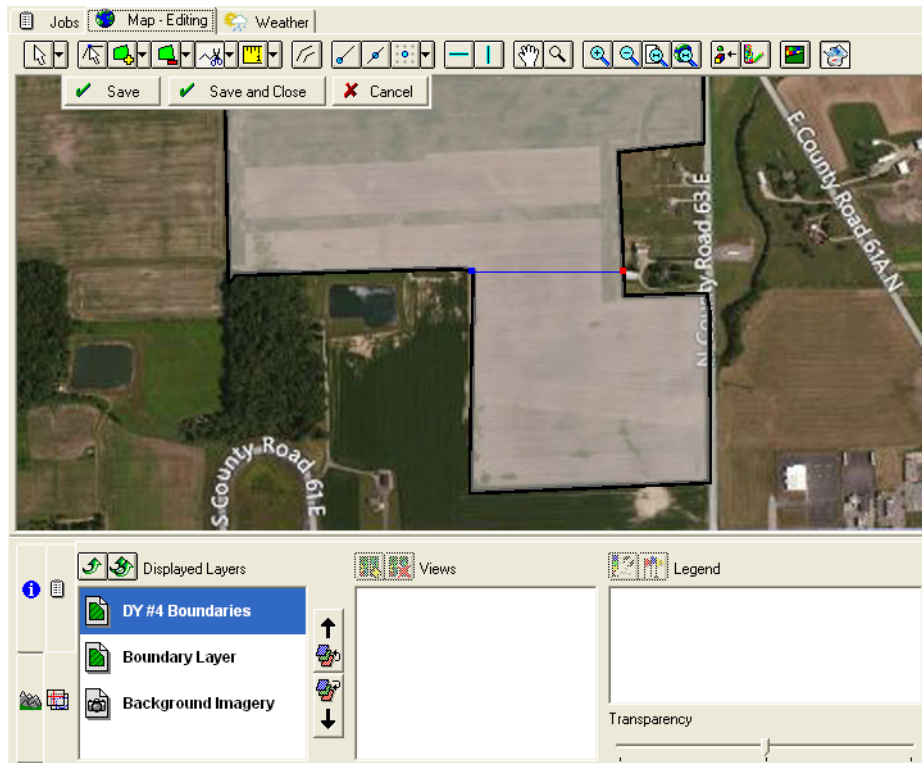 Jobs Map - Editing Weather
Save Save and Close Cancel
E County Road 61A N
N County Road 63 E
S County Road 61 E
Displayed Layers Views Legend
DY #4 Boundaries
Boundary Layer
Background Imagery
Transparency